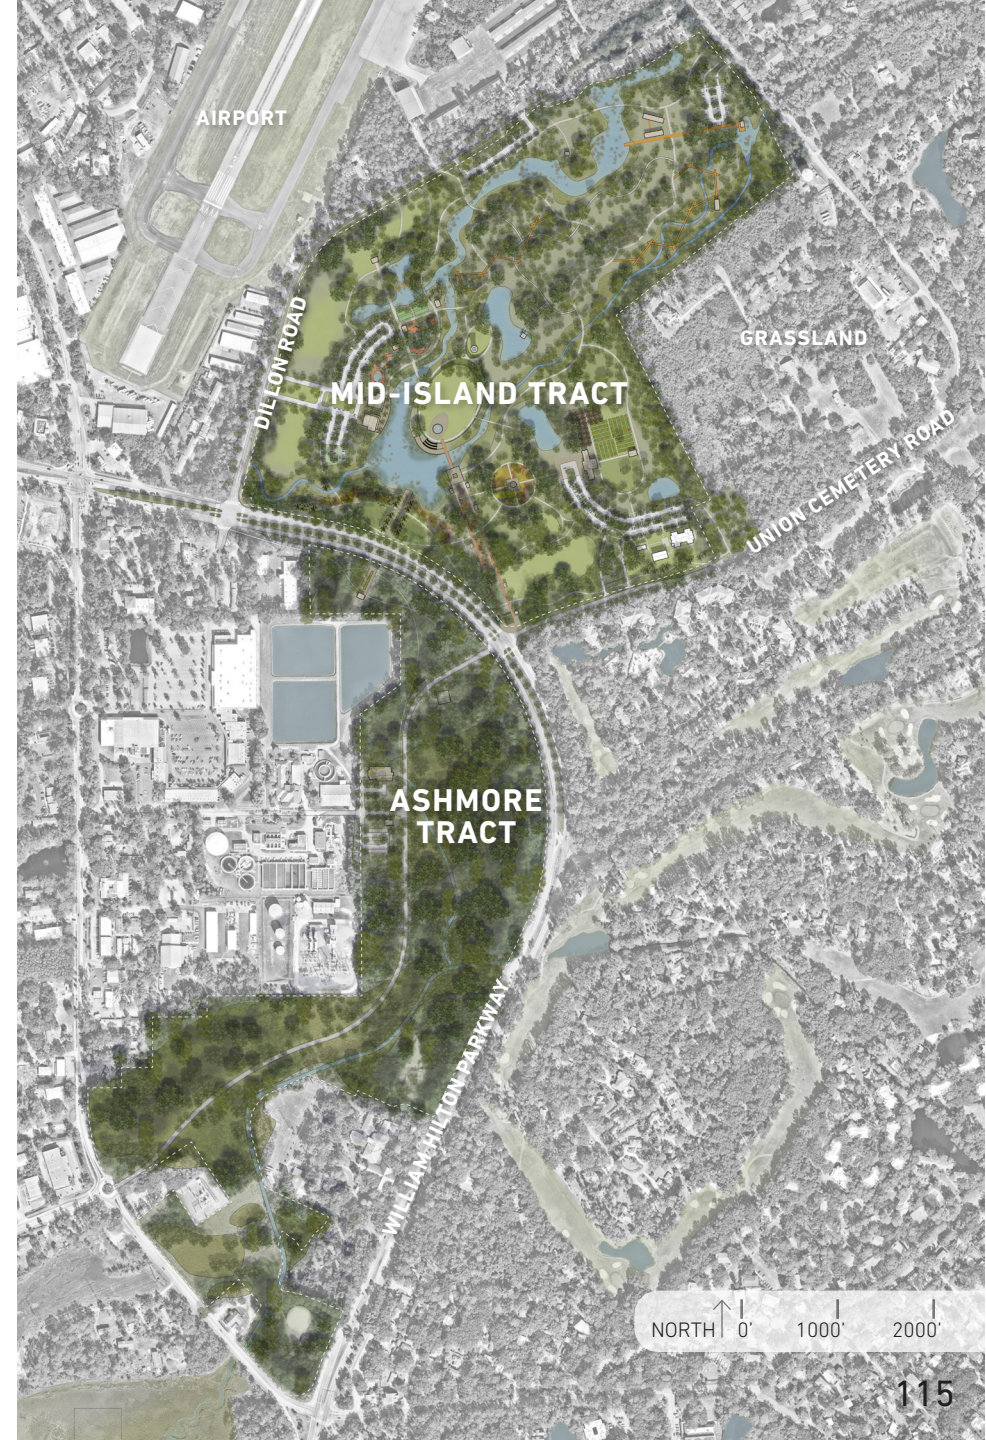 AIRPORT
DILLON ROAD
GRASSLAND
MID-ISLAND TRACT
UNION CEMETERY ROAD
ASHMORE
TRACT
WILLIAM HILTON PARKWAY
NORTH 0' 1000' 2000'
115